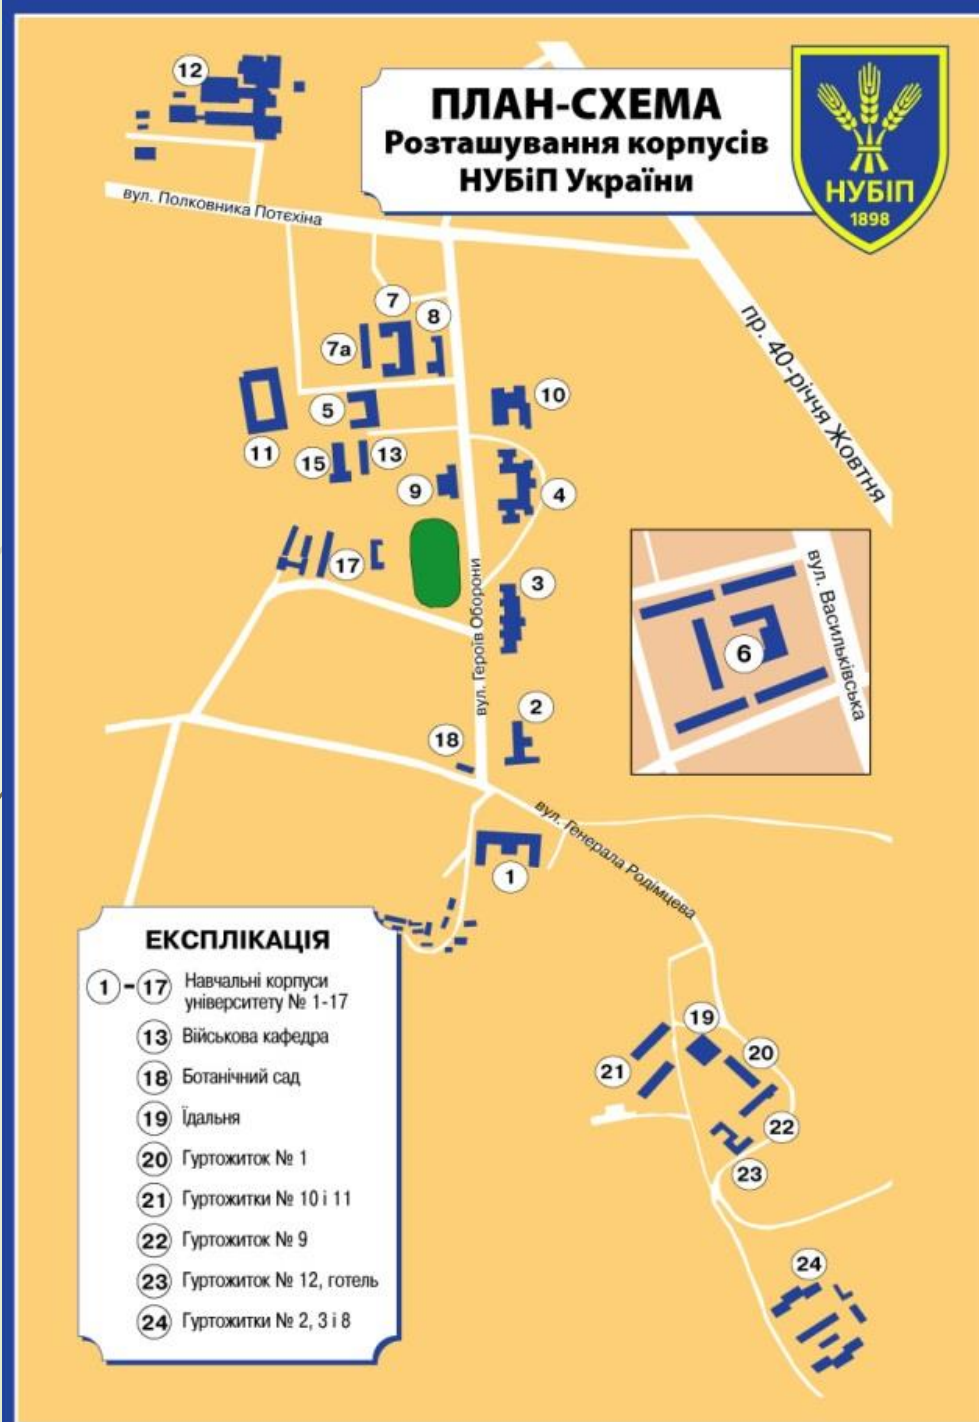 ПЛАН-СХЕМА
Розташування корпусів
НУБіП України
НУБІП
1898
12
вул. Полковника Потєхіна
пр. 40-річчя Жовтня
7
8
7а
10
5
11
15
13
9
4
17
3
вул. Героїв Оборони
вул. Васильківська
6
2
18
вул. Генерала Родімцева
1
19
20
21
22
23
24
ЕКСПЛІКАЦІЯ
1 - 17 Навчальні корпуси
університету № 1-17
13 Військова кафедра
18 Ботанічний сад
19 Їдальня
20 Гуртожиток № 1
21 Гуртожитки № 10 і 11
22 Гуртожиток № 9
23 Гуртожиток № 12, готель
24 Гуртожитки № 2, 3 і 8